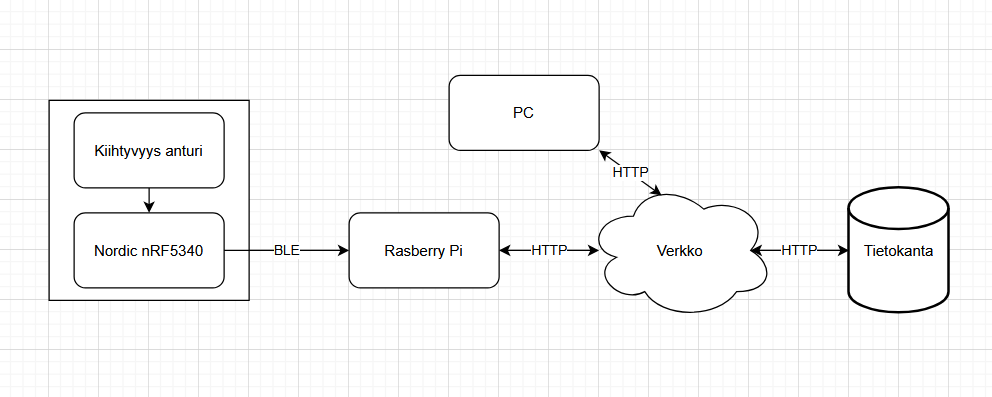 PC
Kiihtyvyys anturi
HTTP
Nordic nRF5340
BLE
Rasberry Pi
HTTP
Verkko
HTTP
Tietokanta